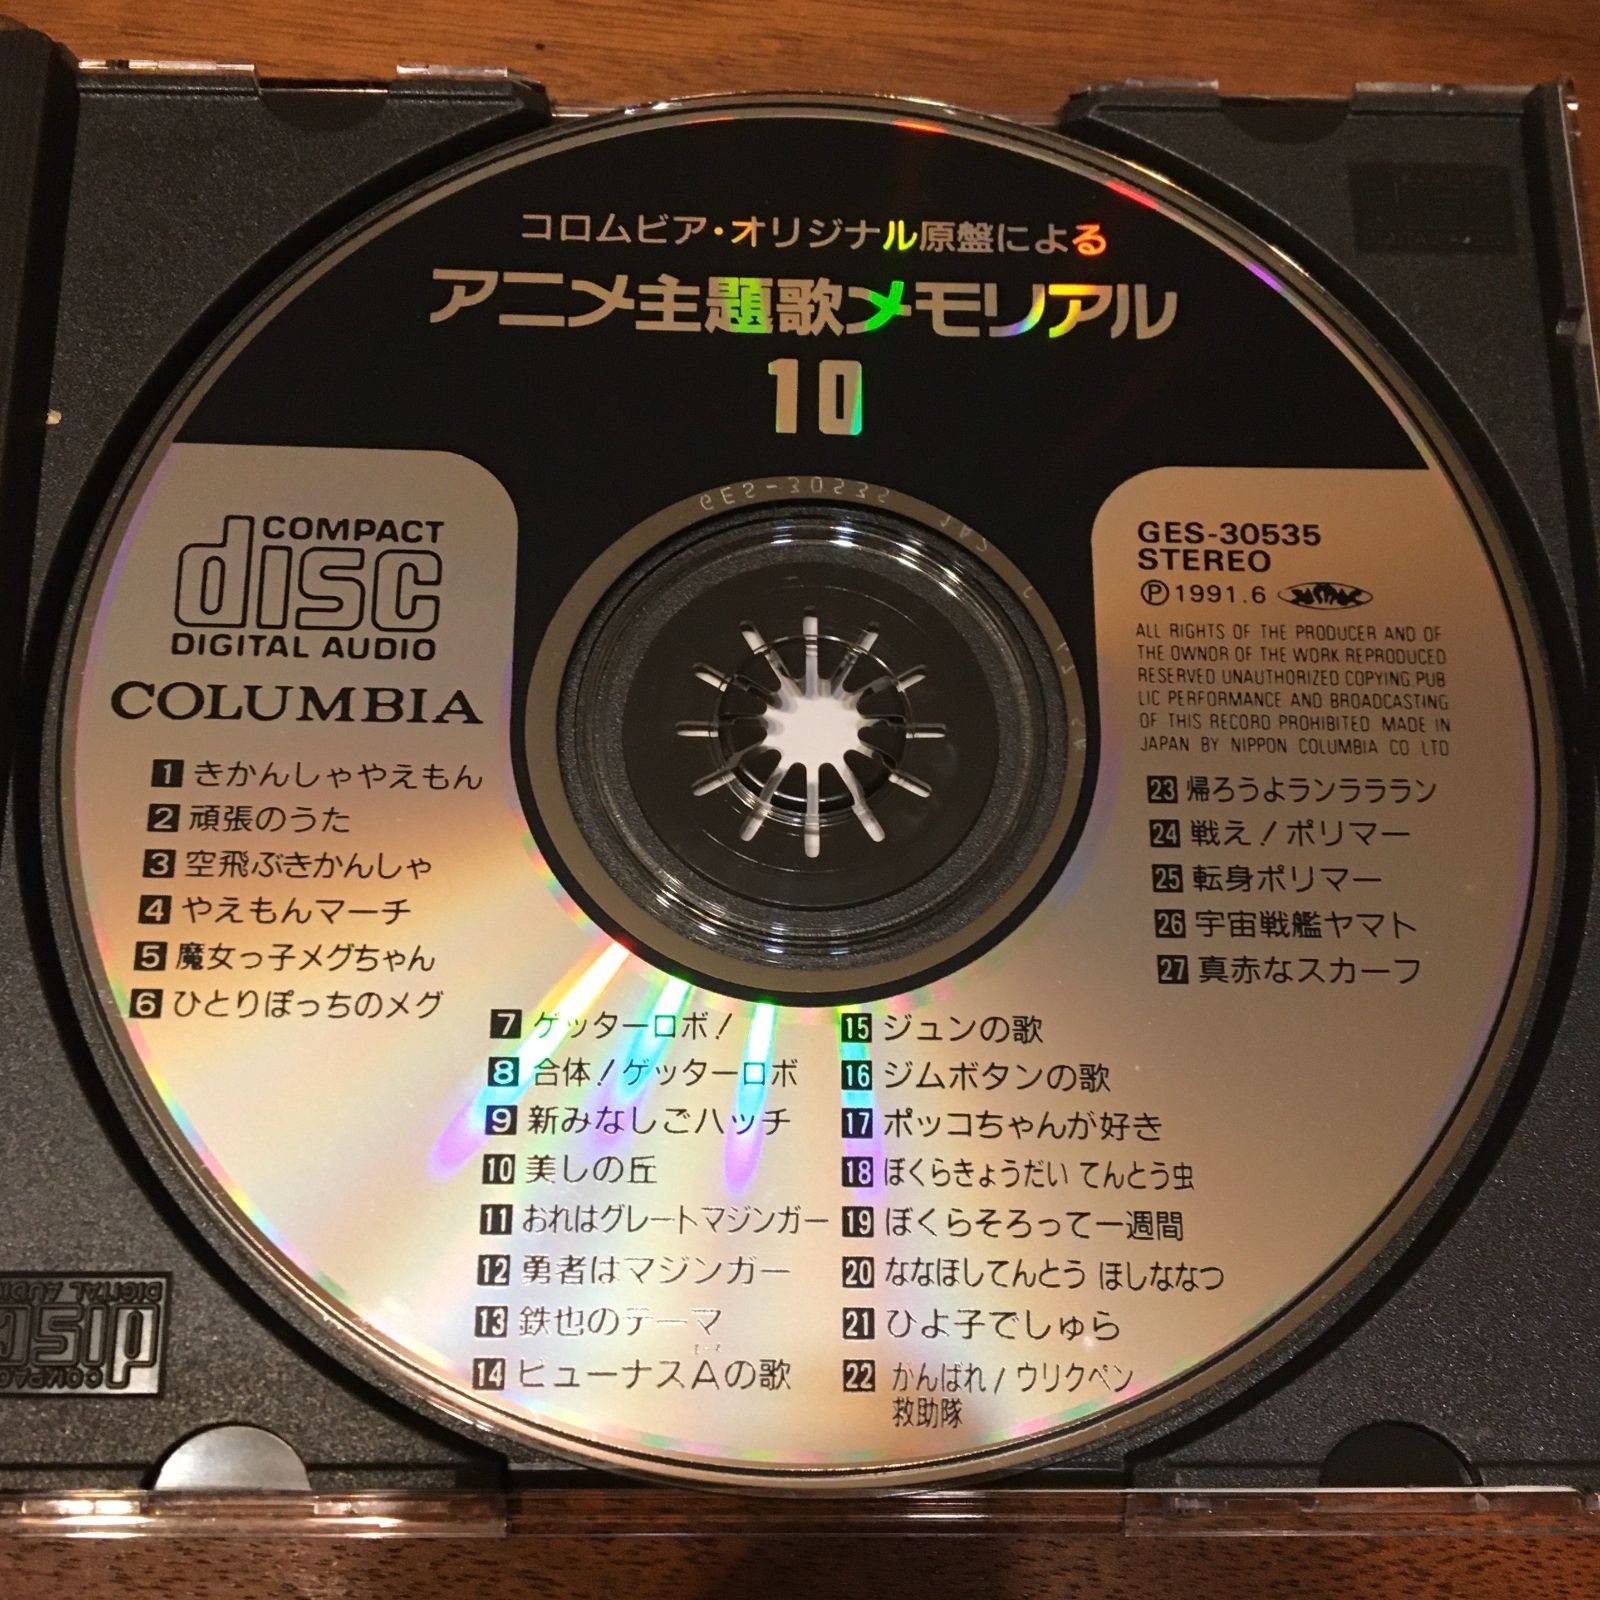 コロムビア・オリジナル原盤による
アニメ主題歌メモリアル
10
COMPACT
disc
DIGITAL AUDIO
COLUMBIA
GES-30535
STEREO
Ⓟ1991.6
ALL RIGHTS OF THE PRODUCER AND OF
THE OWNOR OF THE WORK REPRODUCED
RESERVED UNAUTHORIZED COPYING PUB
LIC PERFORMANCE AND BROADCASTING
OF THIS RECORD PROHIBITED MADE IN
JAPAN BY NIPPON COLUMBIA CO LTD
1 きかんしゃやえもん
2 頑張のうた
3 空飛ぶきかんしゃ
4 やえもんマーチ
5 魔女っ子メグちゃん
6 ひとりぽっちのメグ
7 ゲッターロボ!
8 合体!ゲッターロボ
9 新みなしごハッチ
10 美しの丘
11 おれはグレートマジンガー
12 勇者はマジンガー
13 鉄也のテーマ
14 ビューナスAの歌
15 ジュンの歌
16 ジムボタンの歌
17 ポッコちゃんが好き
18 ぼくらきょうだい てんとう虫
19 ぼくらそろって一週間
20 ななほしてんとう ほしななつ
21 ひよ子でしゅら
22 かんばれ!ウリクペン
救助隊
23 帰ろうよランラララン
24 戦え!ポリマー
25 転身ポリマー
26 宇宙戦艦ヤマト
27 真赤なスカーフ